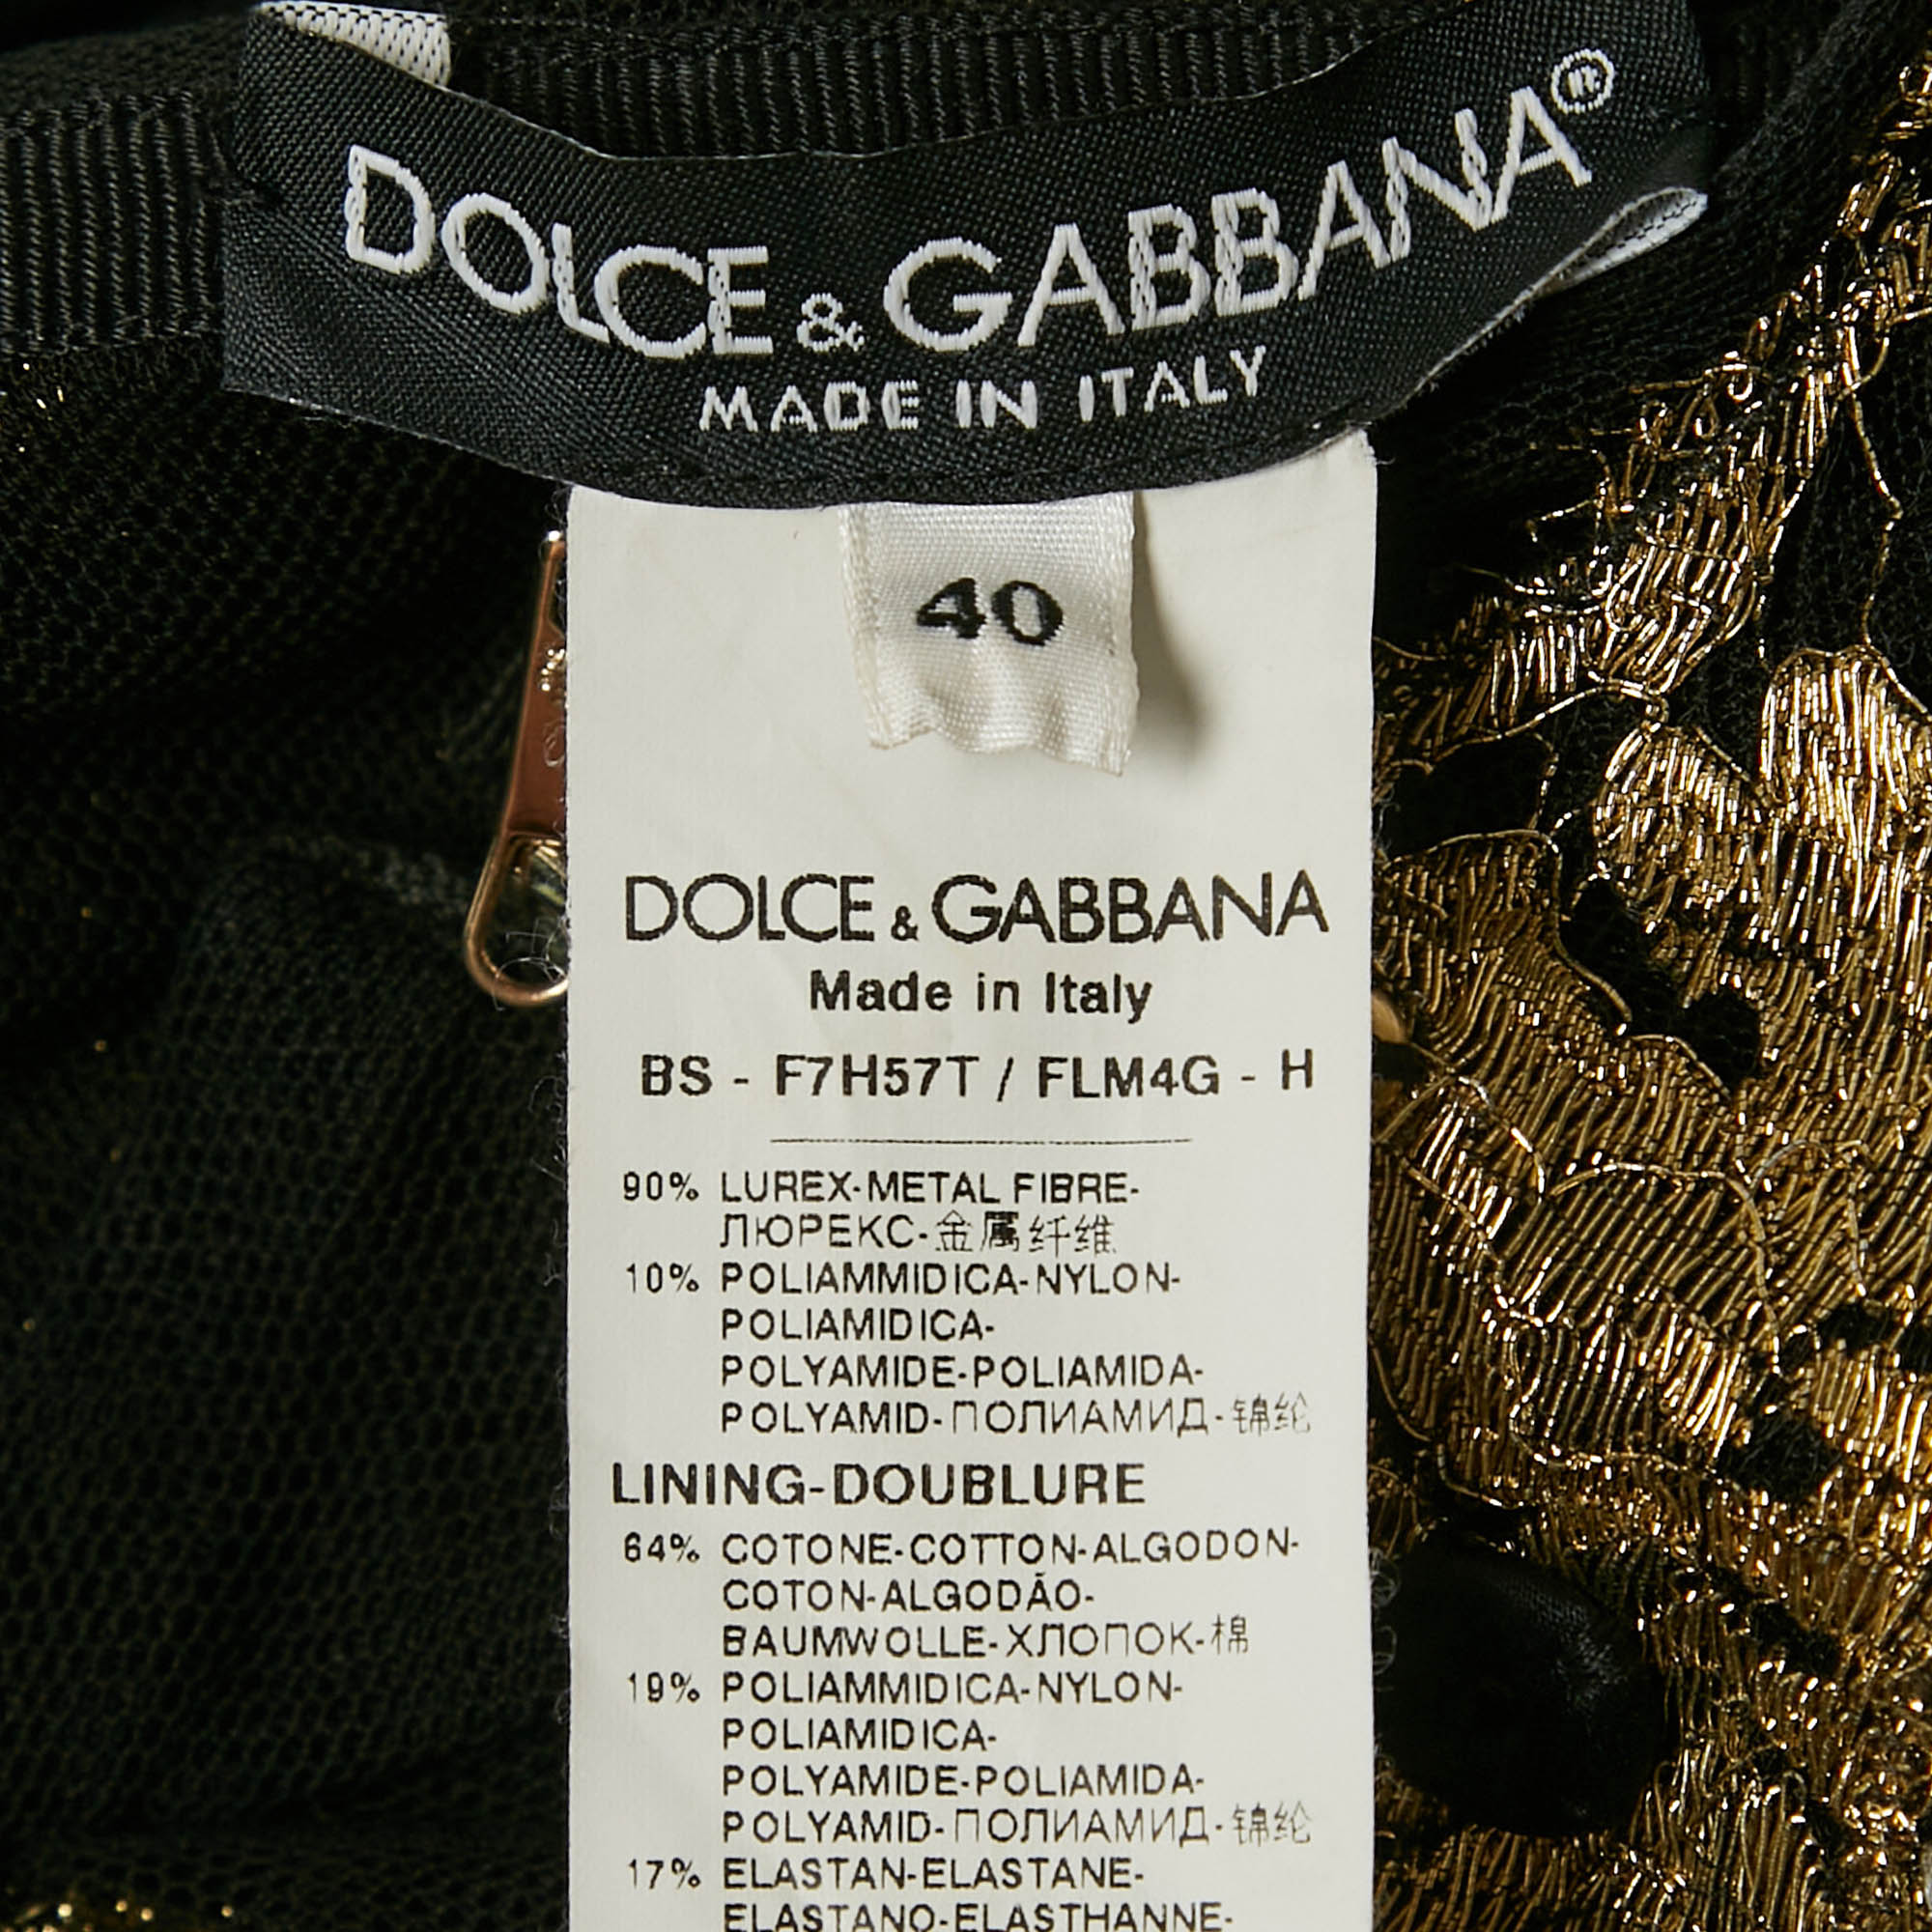 DOLCE & GABBANA®
MADE IN ITALY
40
DOLCE & GABBANA
Made in Italy
BS - F7H57T / FLM4G - H
90% LUREX-METAL FIBRE-
ЛЮРЕКС-金属纤维
10% POLIAMMIDICA-NYLON-
POLIAMIDICA-
POLYAMIDE-POLIAMIDA-
POLYAMID-ПОЛИАМИД-锦纶
LINING-DOUBLURE
64% COTONE-COTTON-ALGODON-
COTON-ALGODÃO-
BAUMWOLLE-ХЛОПОК-棉
19% POLIAMMIDICA-NYLON-
POLIAMIDICA-
POLYAMIDE-POLIAMIDA-
POLYAMID-ПОЛИАМИД-锦纶
17% ELASTAN-ELASTANE-
ELASTANO-ELASTHANNE-